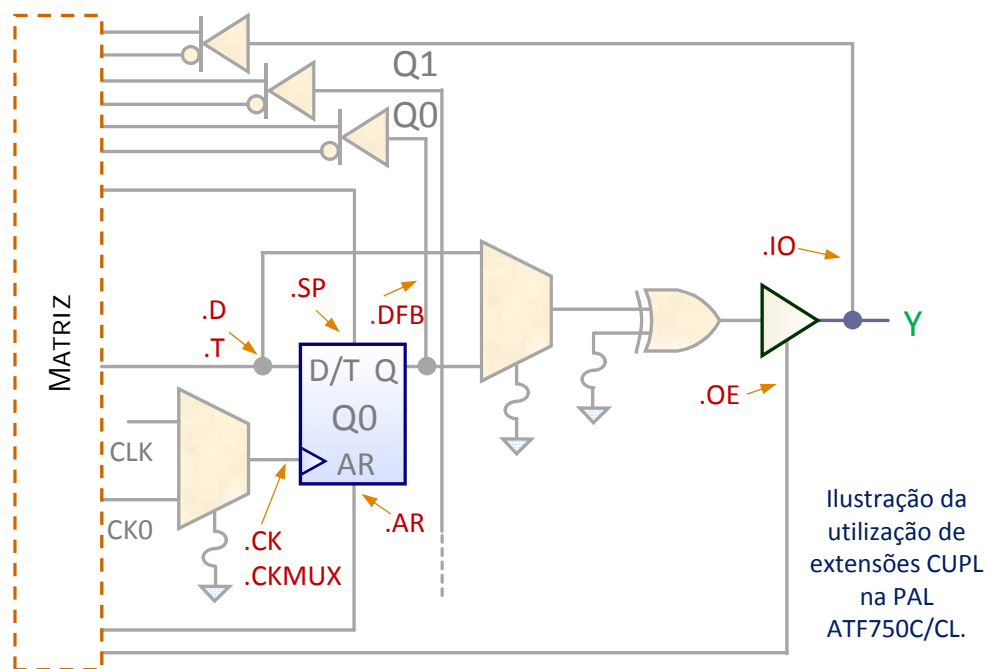 Q1
Q0
MATRIZ
.IO
.SP
.DFB
.D
.T
Y
D/T Q
Q0
AR
.OE
CLK
CK0
.CK
.CKMUX
.AR
Ilustração da
utilização de
extensões CUPL
na PAL
ATF750C/CL.